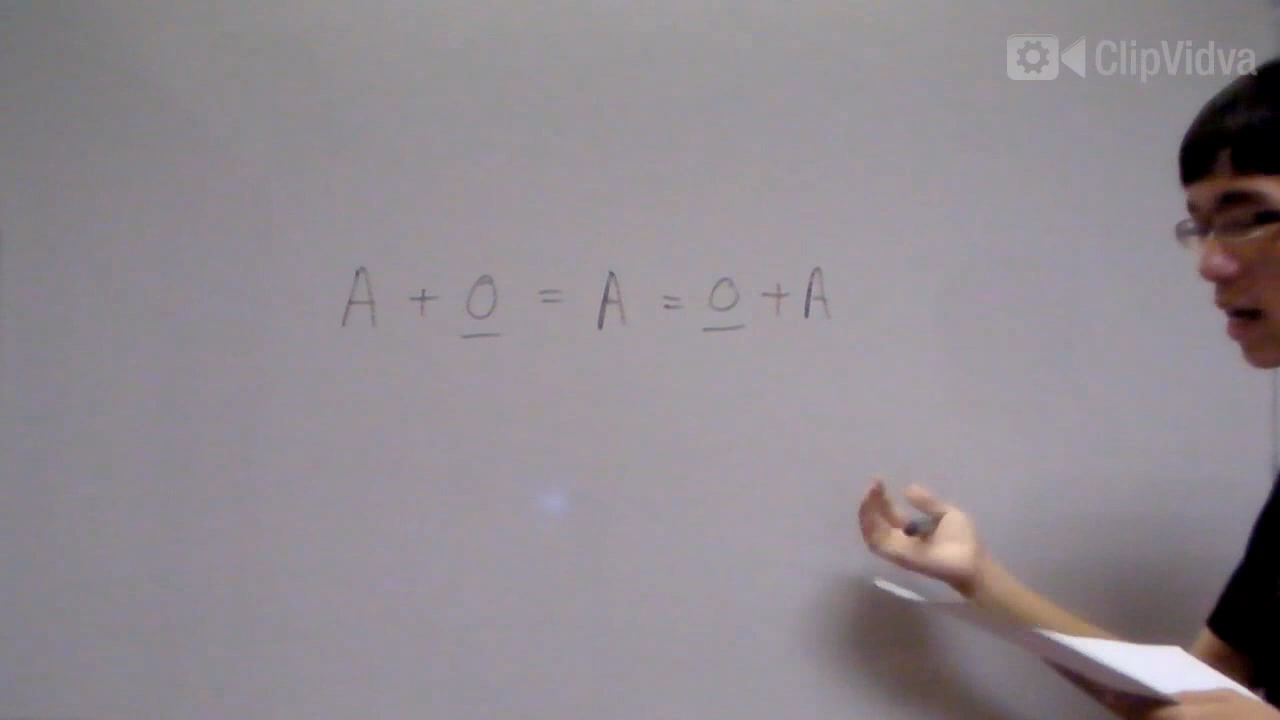 ClipVidva
A + 0 = A = 0 + A